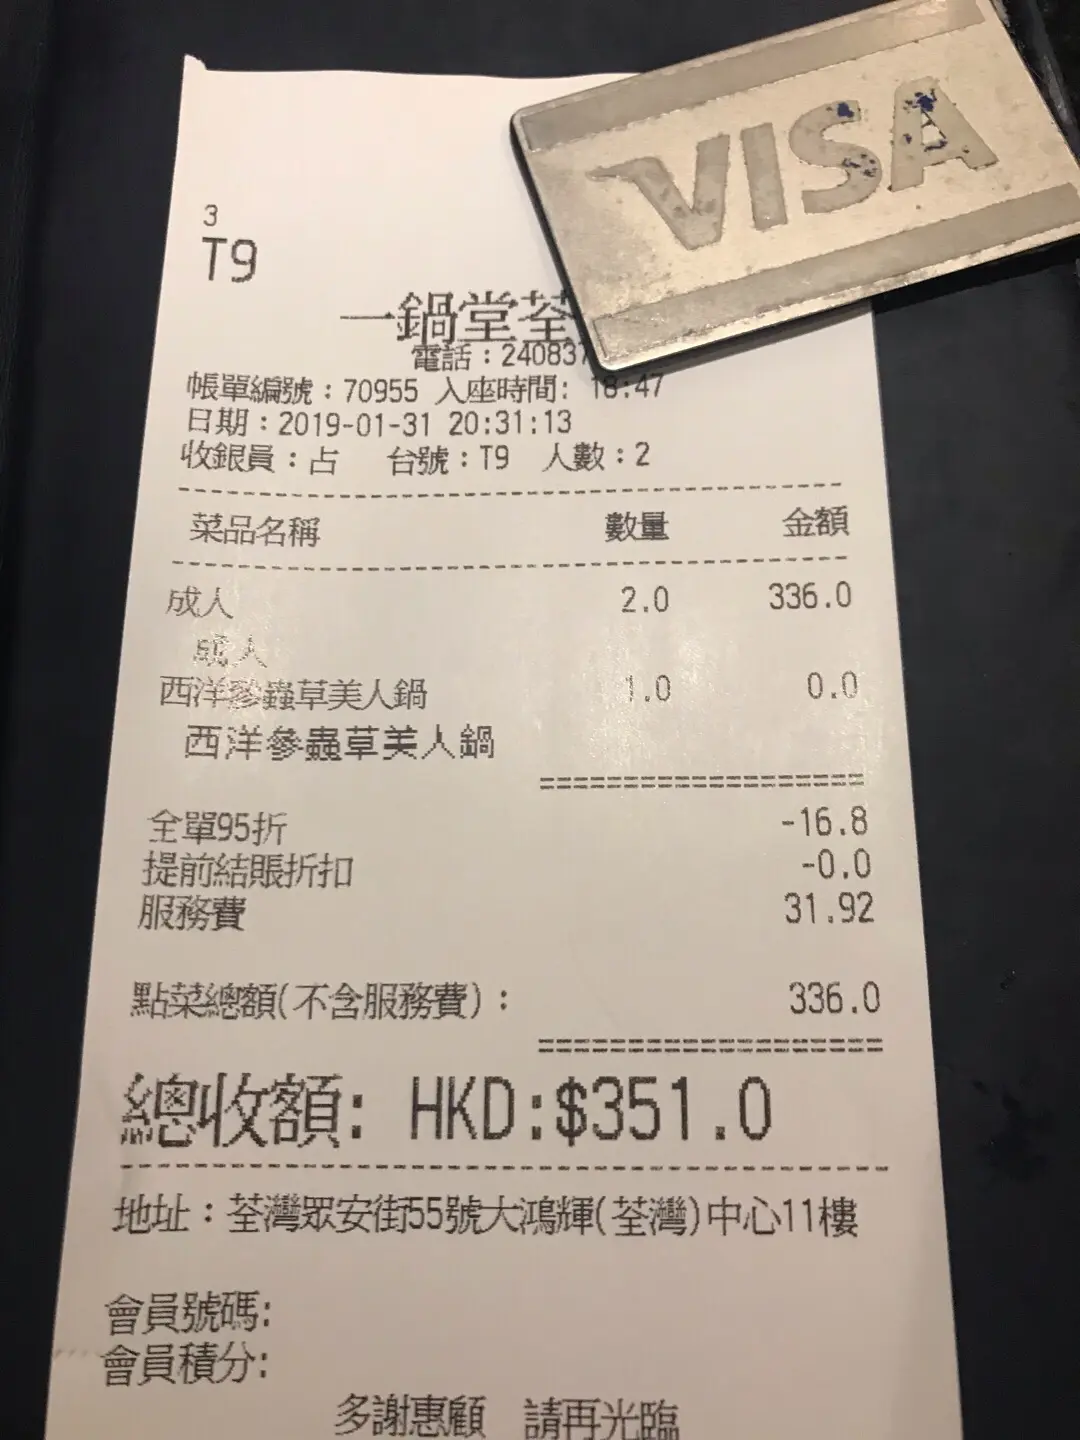 VISA
3
T9
一鍋堂荃
電話：240837
帳單編號：70955 入座時間: 18:47
日期：2019-01-31 20:31:13
收銀員：占 台號：T9 人數：2
菜品名稱 數量 金額
成人 2.0 336.0
成人
西洋參蟲草美人鍋 1.0 0.0
西洋參蟲草美人鍋
全單95折 -16.8
提前結賬折扣 -0.0
服務費 31.92
點菜總額(不含服務費)： 336.0
總收額: HKD:$351.0
地址：荃灣眾安街55號大鴻輝(荃灣)中心11樓
會員號碼:
會員積分:
多謝惠顧 請再光臨